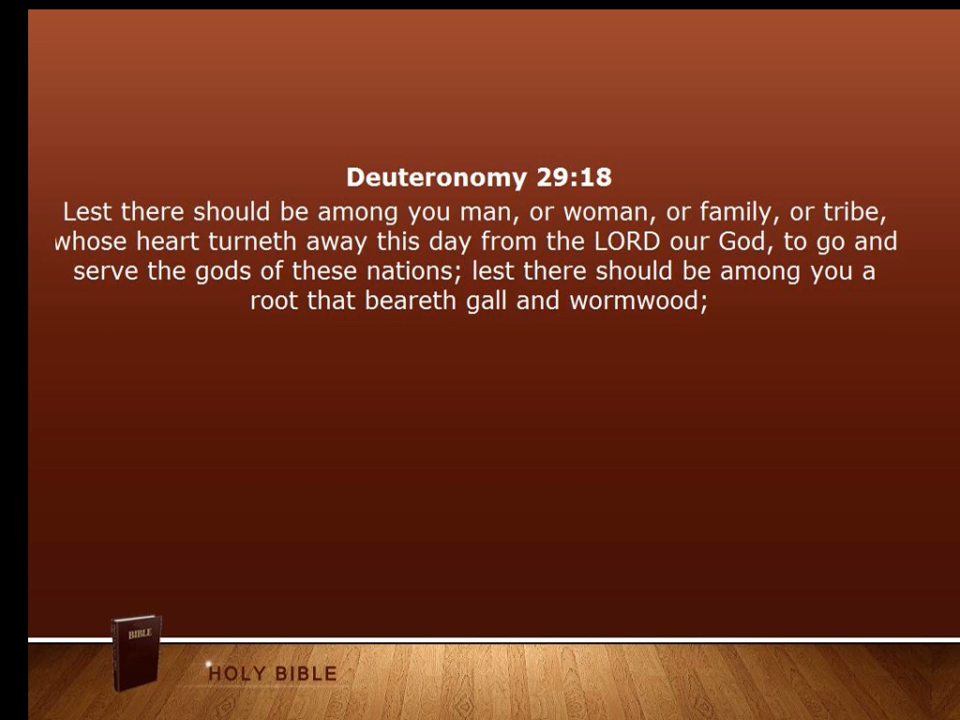 Deuteronomy 29:18
Lest there should be among you man, or woman, or family, or tribe,
whose heart turneth away this day from the LORD our God, to go and
serve the gods of these nations; lest there should be among you a
root that beareth gall and wormwood;
BIBLE
HOLY BIBLE